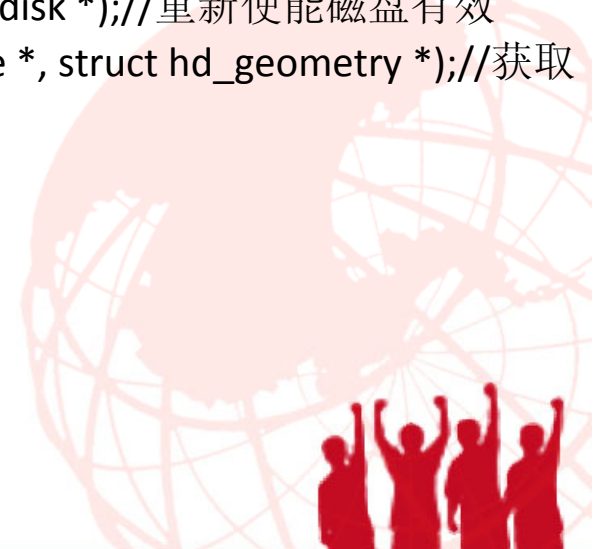 disk *);//重新使能磁盘有效
e *, struct hd_geometry *);//获取